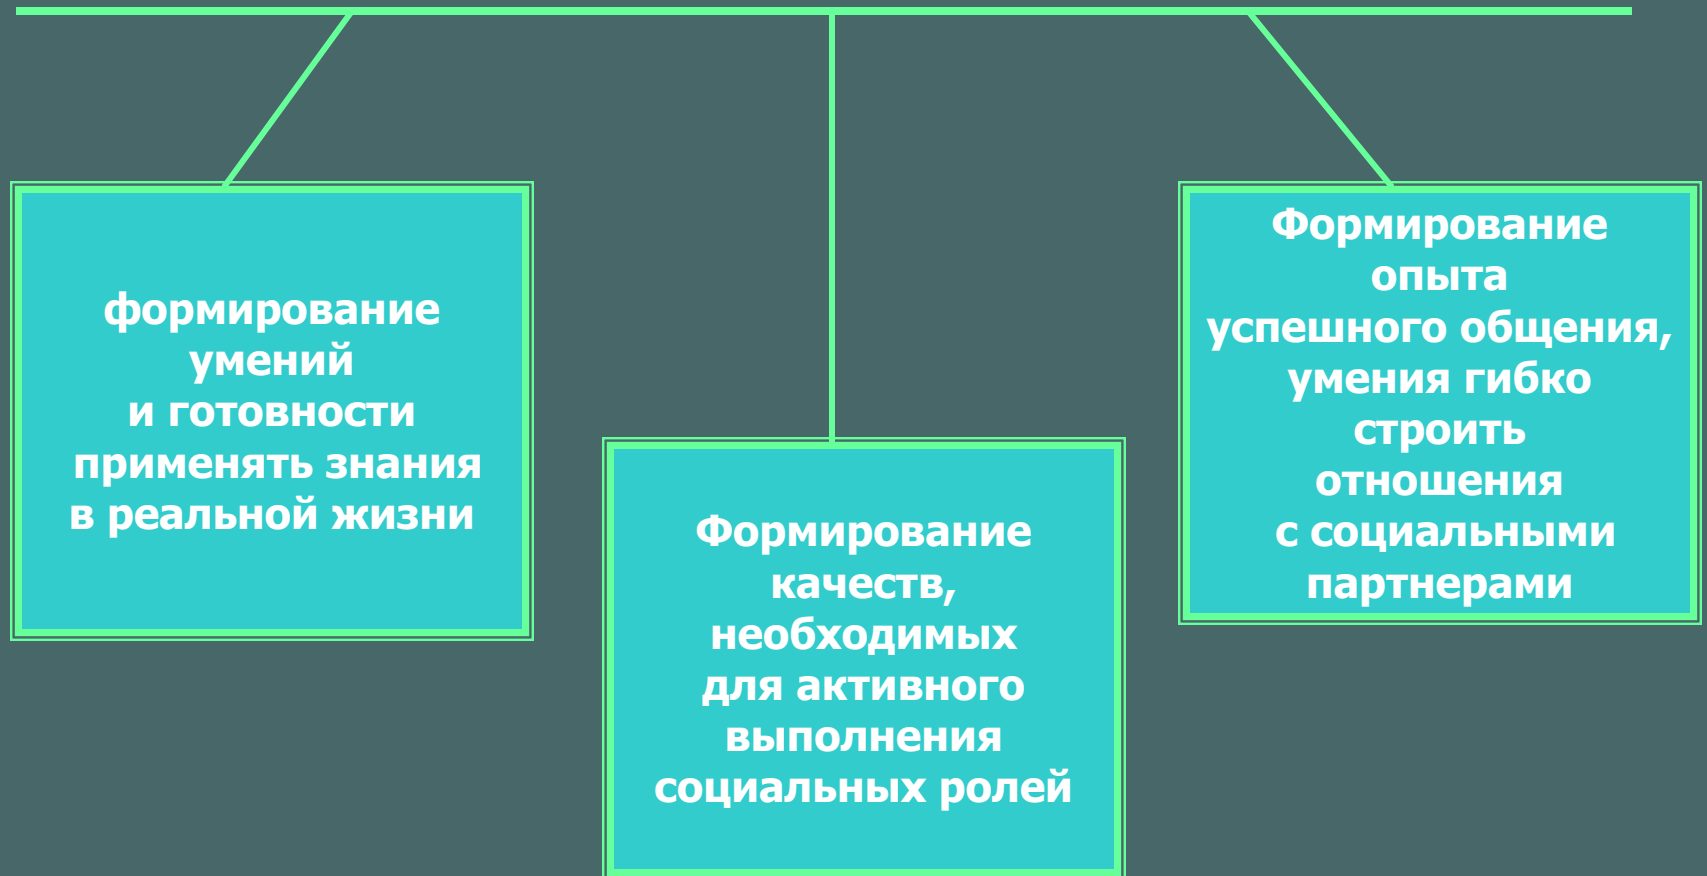 формирование
умений
и готовности
применять знания
в реальной жизни
Формирование
качеств,
необходимых
для активного
выполнения
социальных ролей
Формирование
опыта
успешного общения,
умения гибко
строить
отношения
с социальными
партнерами